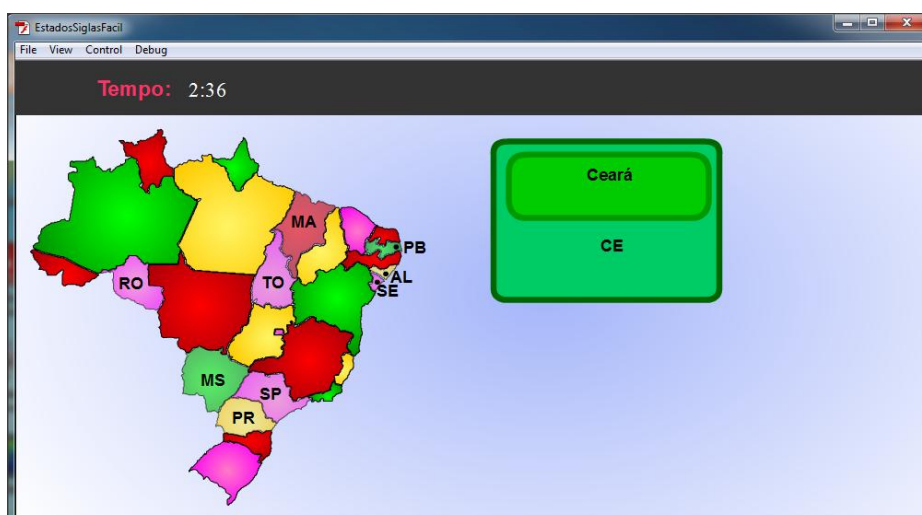 EstadosSiglasFacil
File View Control Debug
Tempo: 2:36
Ceará
CE
MA
PB
RO
TO
AL
SE
MS
SP
PR